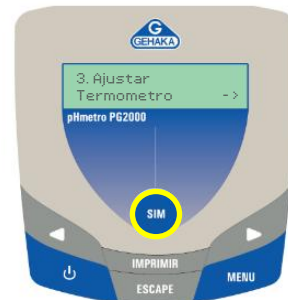 GEHAKA
3. Ajustar
Termometro ->
pHmetro PG2000
SIM
IMPRIMIR
ESCAPE
MENU